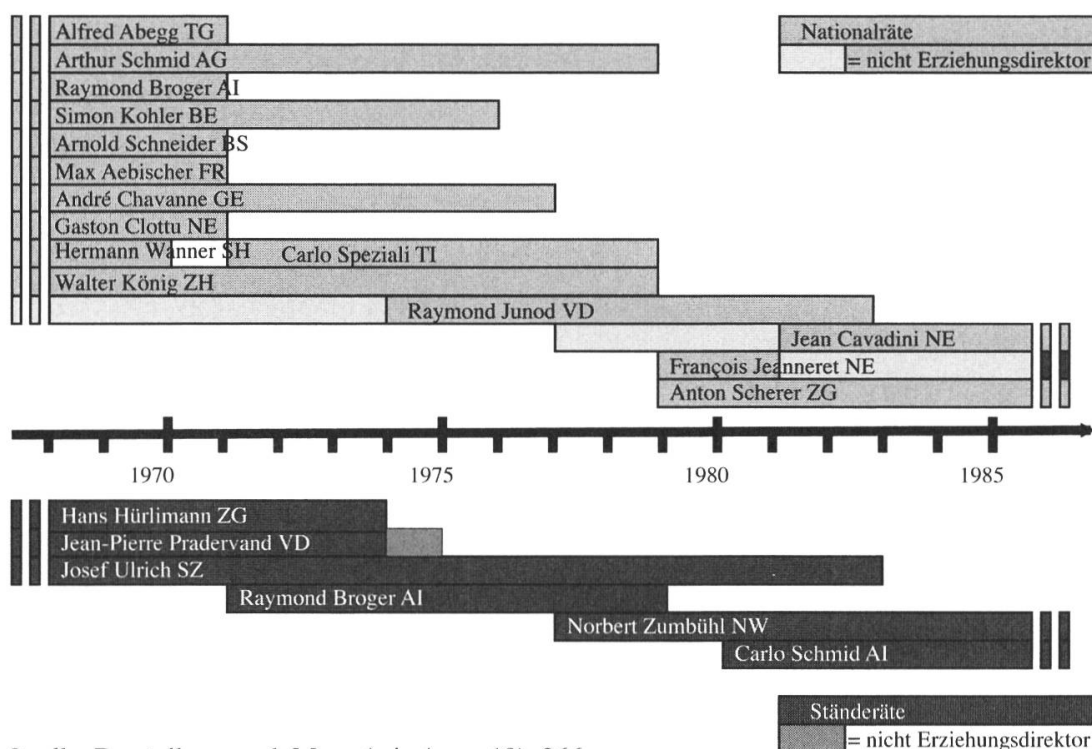 Alfred Abegg TG
Nationalräte
Arthur Schmid AG
= nicht Erziehungsdirektor
Raymond Broger AI
Simon Kohler BE
Arnold Schneider BS
Max Aebischer FR
André Chavanne GE
Gaston Clottu NE
Hermann Wanner SH
Carlo Speziali TI
Walter König ZH
Raymond Junod VD
Jean Cavadini NE
François Jeanneret NE
Anton Scherer ZG
1970 1975 1980 1985
Hans Hürlimann ZG
Jean-Pierre Pradervand VD
Josef Ulrich SZ
Raymond Broger AI
Norbert Zumbühl NW
Carlo Schmid AI
Ständeräte
= nicht Erziehungsdirektor